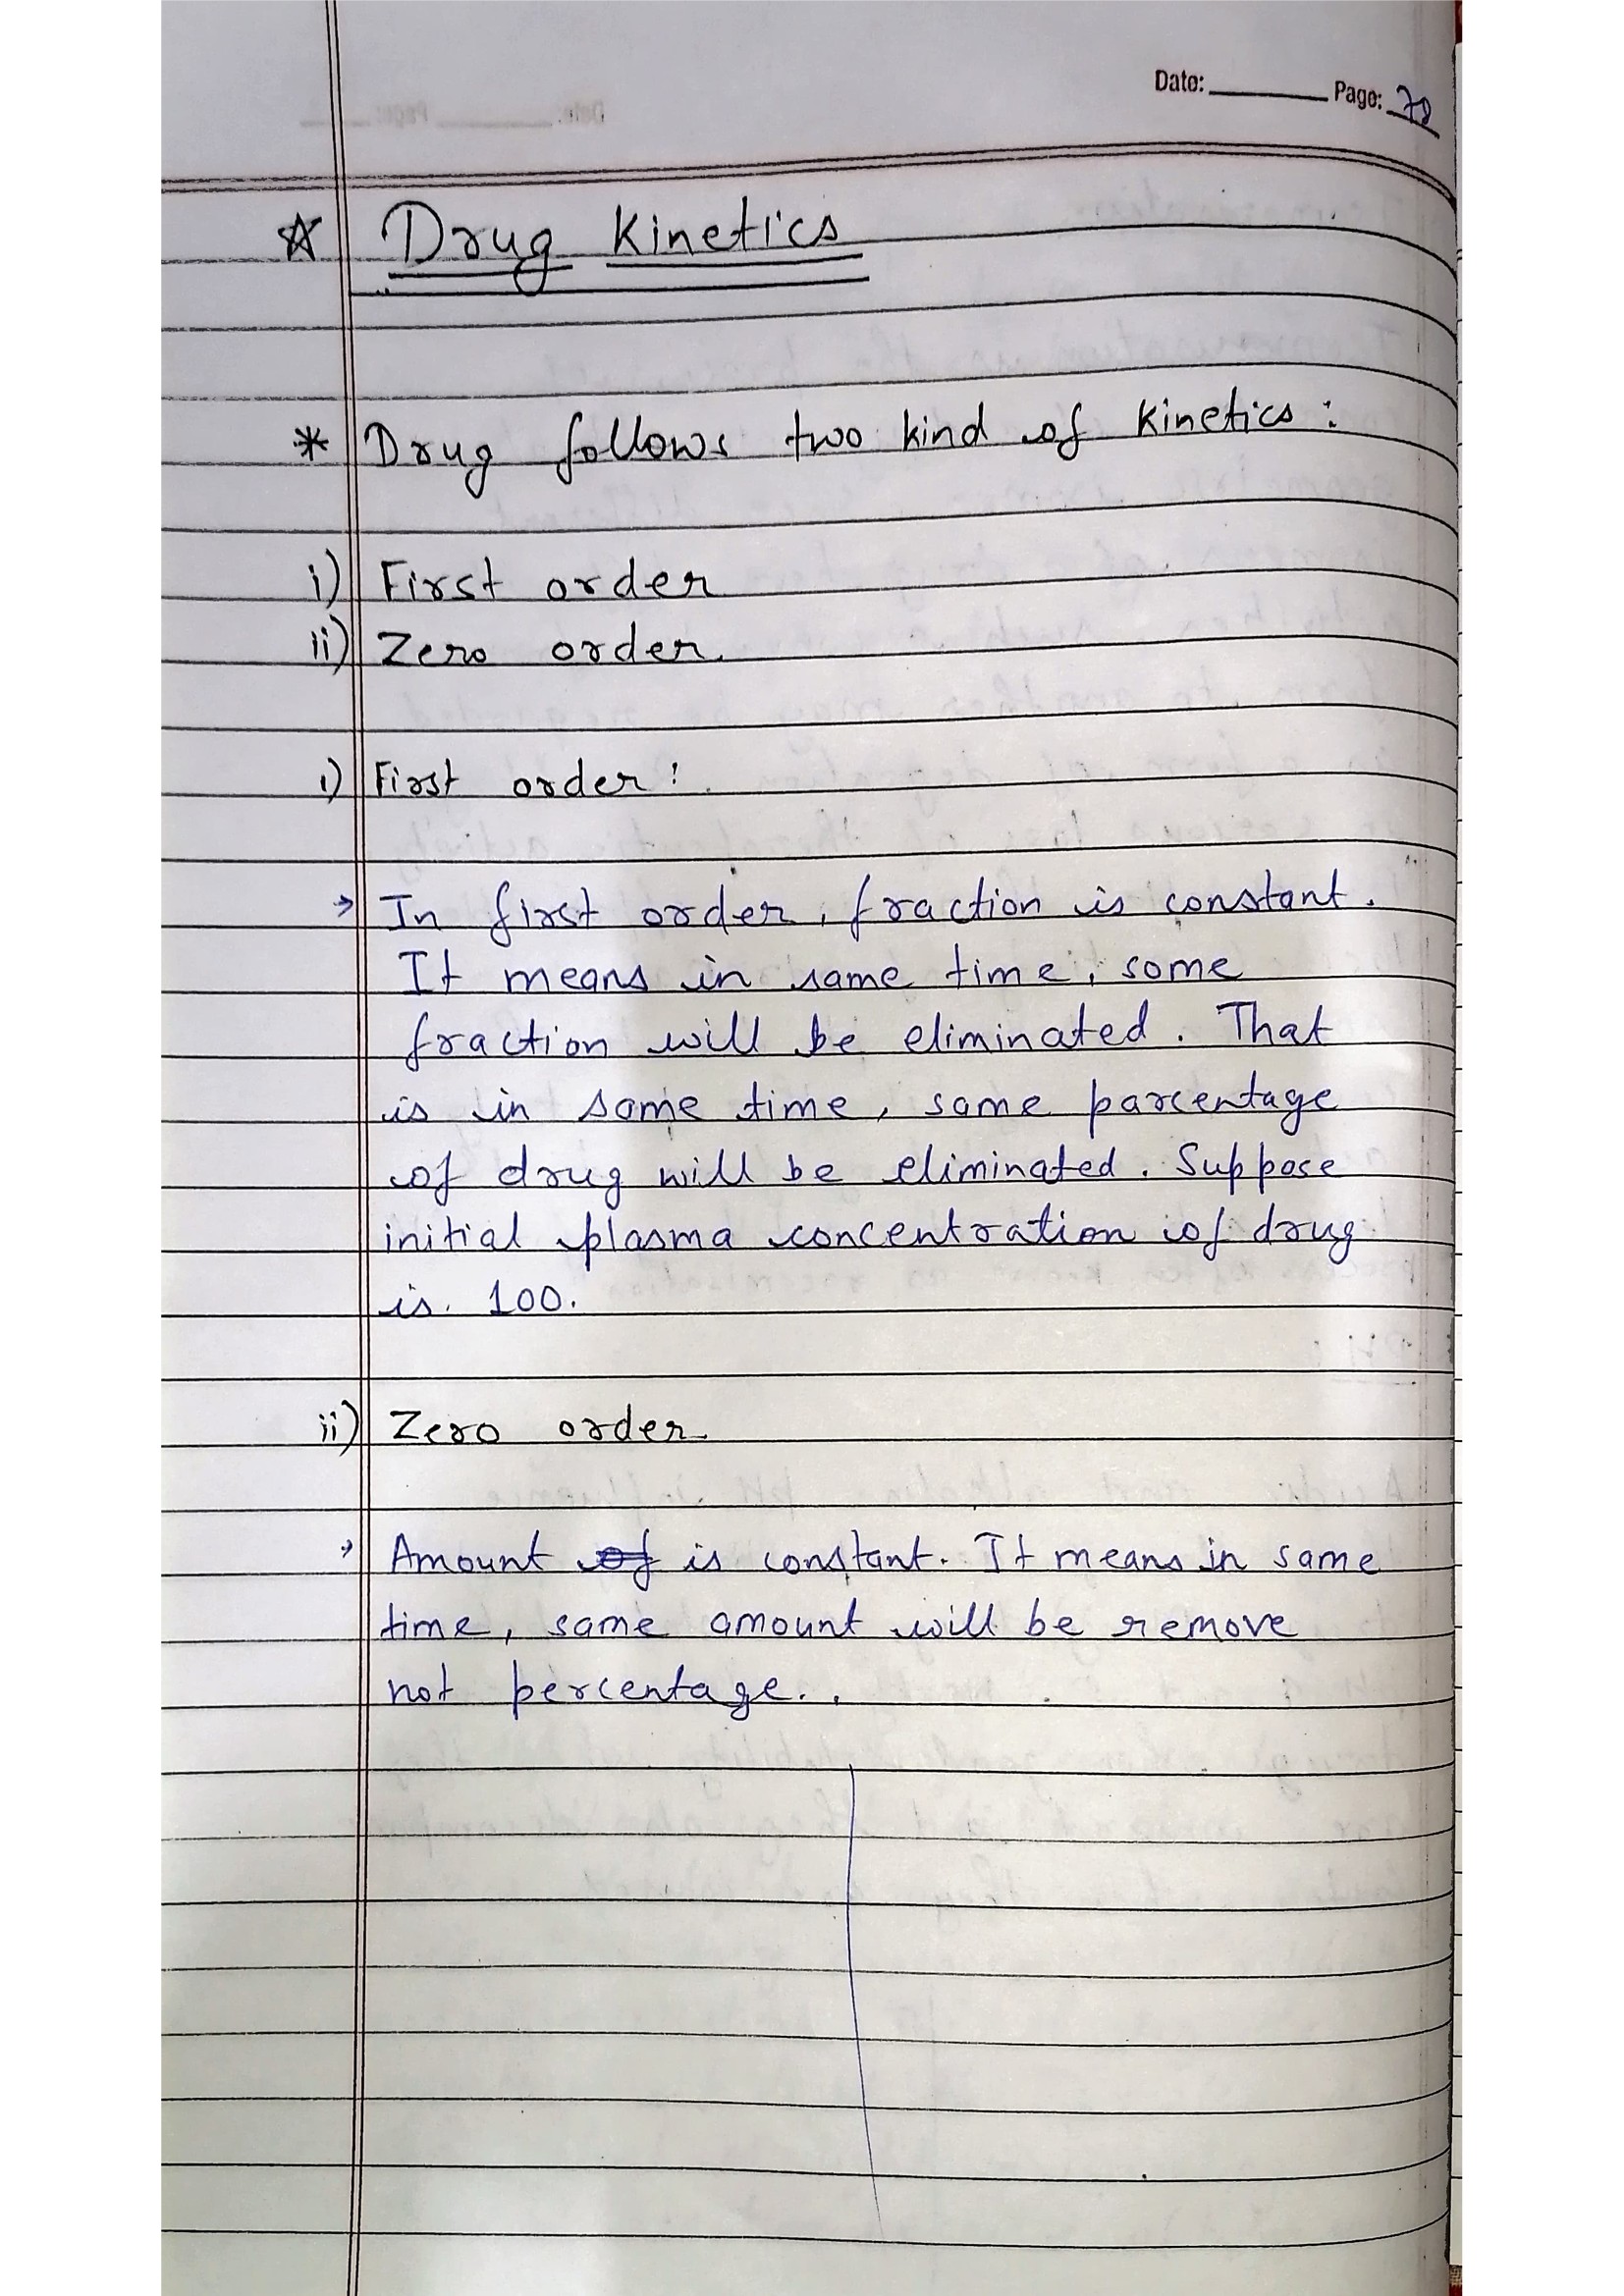 Date: Page:
☆ Drug Kinetics
* Drug follows two kind of kinetics:
i) First order
ii) Zero order.
i) First order:
→ In first order, fraction is constant.
It means in same time, some
fraction will be eliminated. That
is in same time, same parcentage
of drug will be eliminated. Suppose
initial plasma concentration of drug
is. 100.
ii) Zero order
→ Amount of is constant. It means in same
time, same amount will be remove
not percentage..